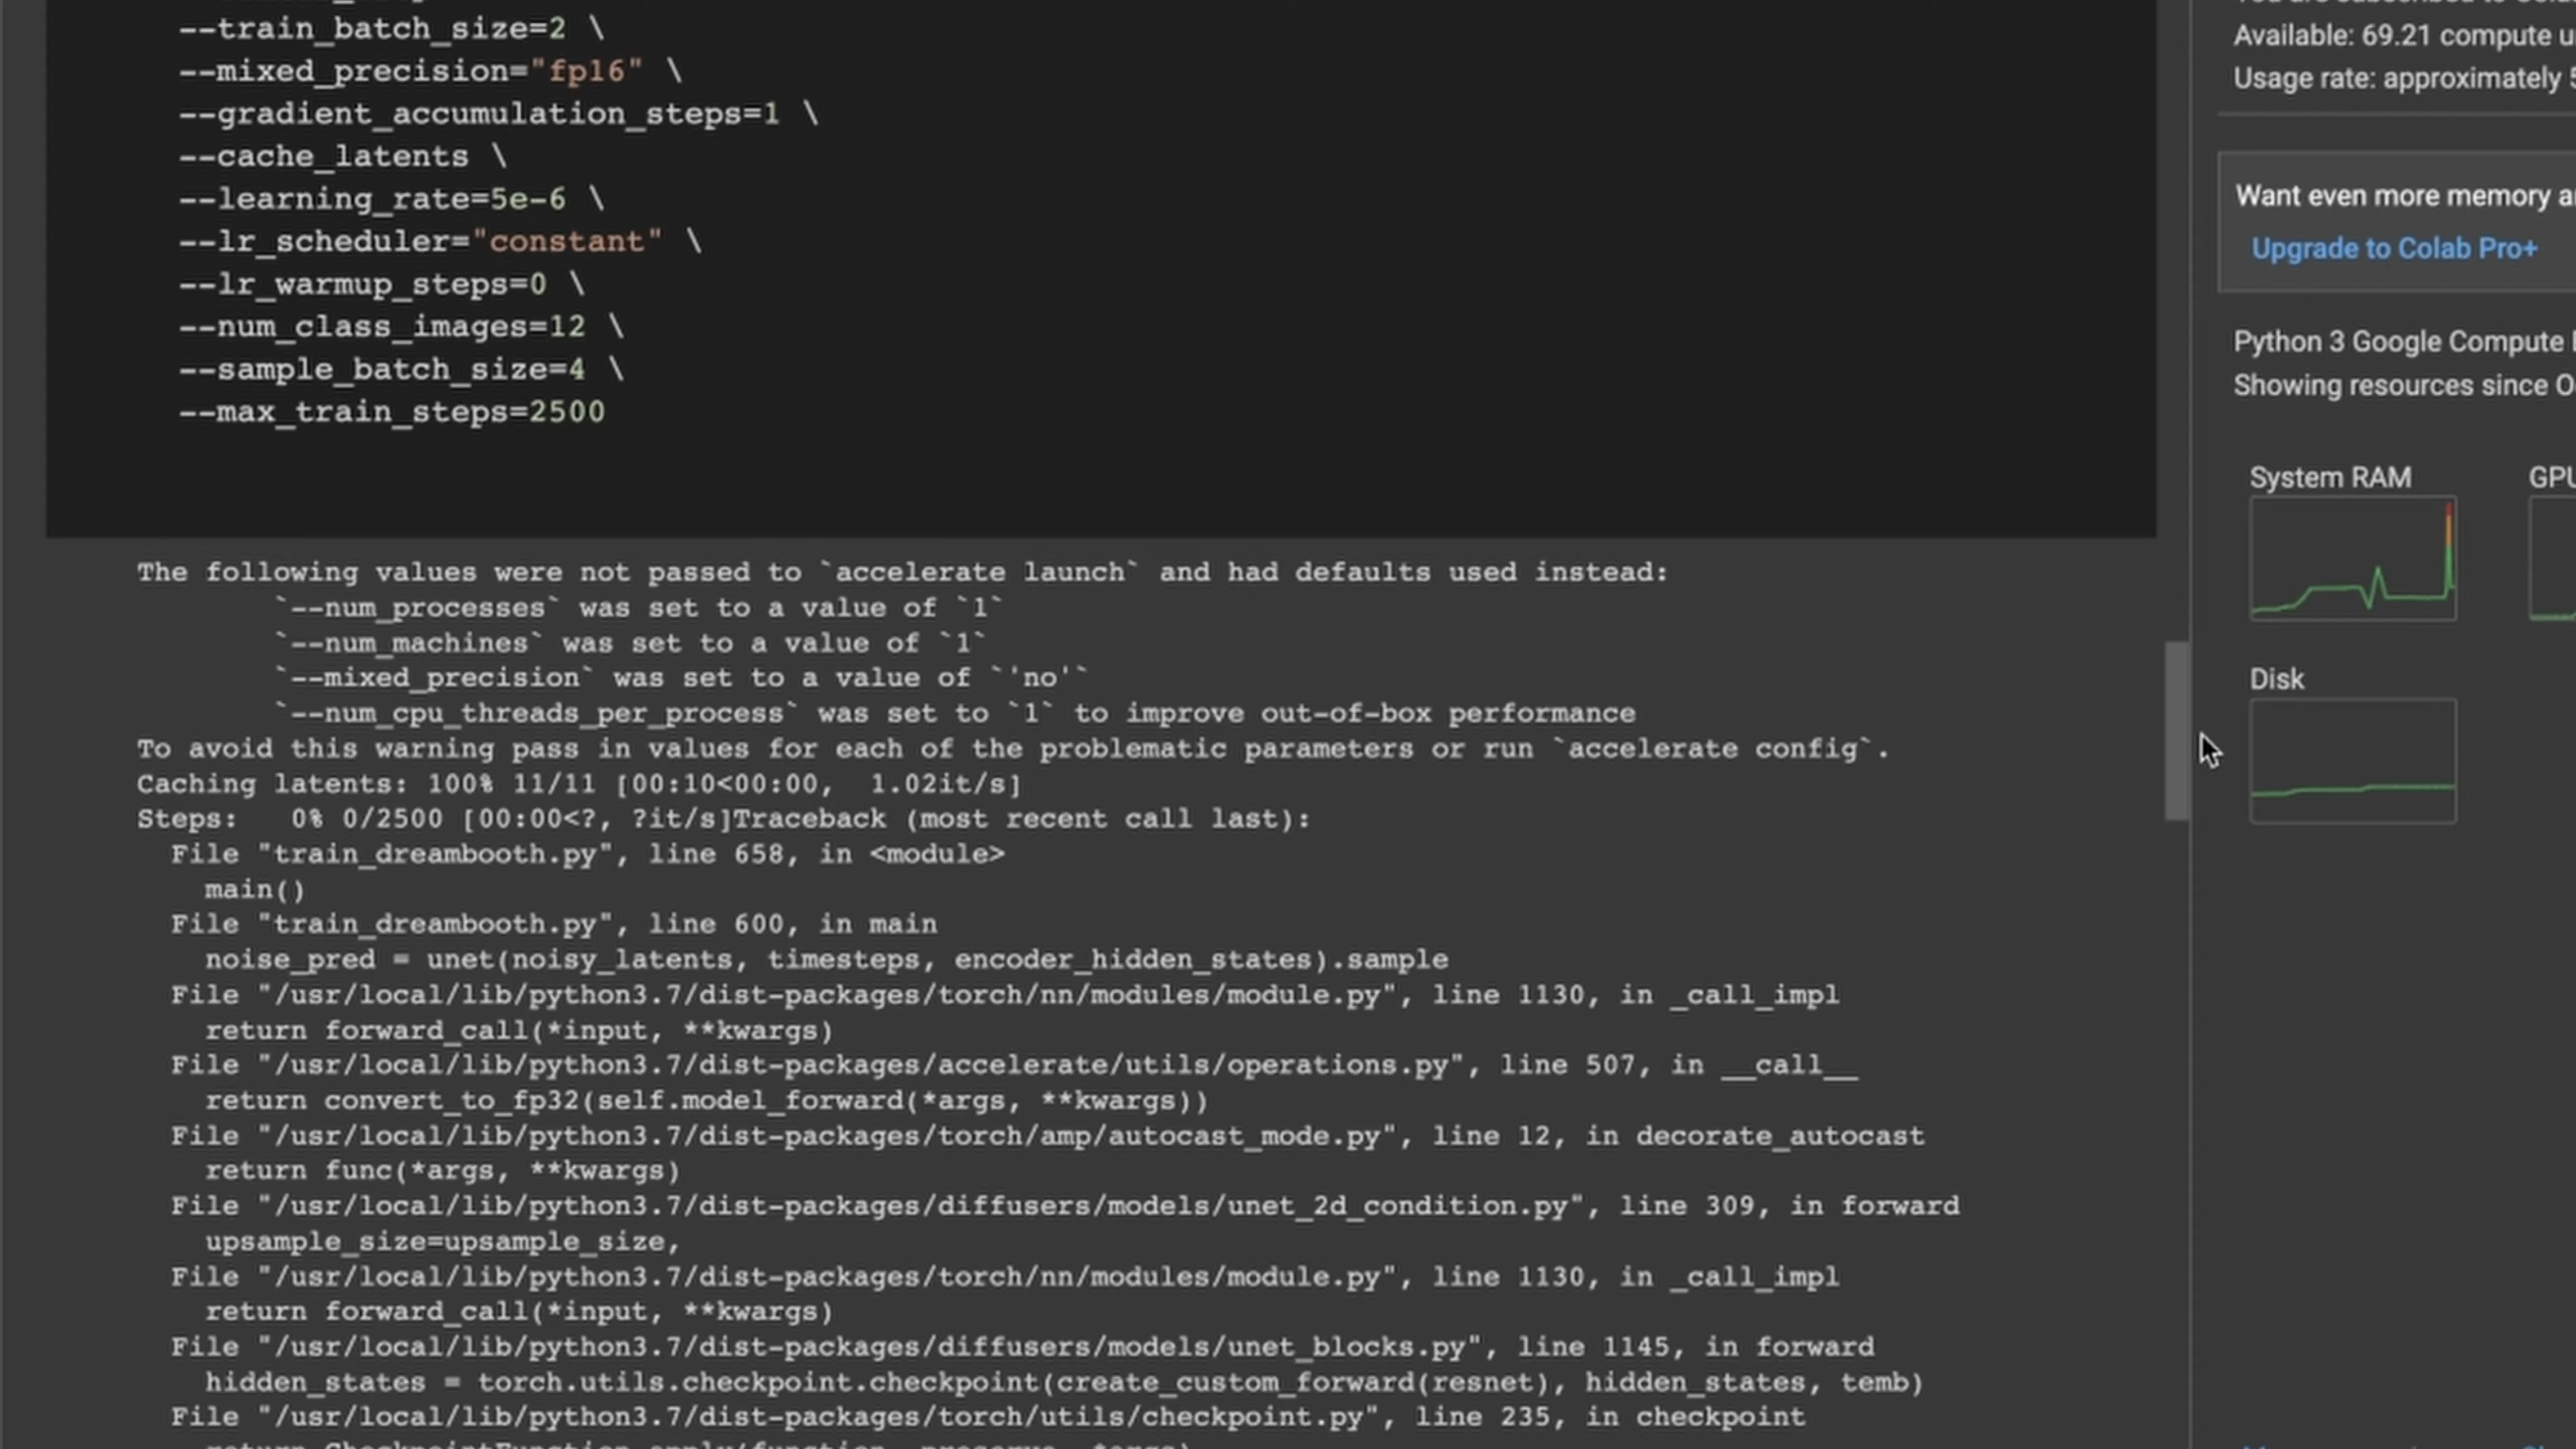 --train_batch_size=2 \
--mixed_precision="fp16" \
--gradient_accumulation_steps=1 \
--cache_latents \
--learning_rate=5e-6 \
--lr_scheduler="constant" \
--lr_warmup_steps=0 \
--num_class_images=12 \
--sample_batch_size=4 \
--max_train_steps=2500
The following values were not passed to `accelerate launch` and had defaults used instead:
`--num_processes` was set to a value of `1`
`--num_machines` was set to a value of `1`
`--mixed_precision` was set to a value of `'no'`
`--num_cpu_threads_per_process` was set to `1` to improve out-of-box performance
To avoid this warning pass in values for each of the problematic parameters or run `accelerate config`.
Caching latents: 100% 11/11 [00:10<00:00,  1.02it/s]
Steps:   0% 0/2500 [00:00<?, ?it/s]Traceback (most recent call last):
File "train_dreambooth.py", line 658, in <module>
main()
File "train_dreambooth.py", line 600, in main
noise_pred = unet(noisy_latents, timesteps, encoder_hidden_states).sample
File "/usr/local/lib/python3.7/dist-packages/torch/nn/modules/module.py", line 1130, in _call_impl
return forward_call(*input, **kwargs)
File "/usr/local/lib/python3.7/dist-packages/accelerate/utils/operations.py", line 507, in __call__
return convert_to_fp32(self.model_forward(*args, **kwargs))
File "/usr/local/lib/python3.7/dist-packages/torch/amp/autocast_mode.py", line 12, in decorate_autocast
return func(*args, **kwargs)
File "/usr/local/lib/python3.7/dist-packages/diffusers/models/unet_2d_condition.py", line 309, in forward
upsample_size=upsample_size,
File "/usr/local/lib/python3.7/dist-packages/torch/nn/modules/module.py", line 1130, in _call_impl
return forward_call(*input, **kwargs)
File "/usr/local/lib/python3.7/dist-packages/diffusers/models/unet_blocks.py", line 1145, in forward
hidden_states = torch.utils.checkpoint.checkpoint(create_custom_forward(resnet), hidden_states, temb)
File "/usr/local/lib/python3.7/dist-packages/torch/utils/checkpoint.py", line 235, in checkpoint
Available: 69.21 compute
Usage rate: approximately
Want even more memory
Upgrade to Colab Pro+
Python 3 Google Compute
Showing resources since
System RAM
GPU
Disk